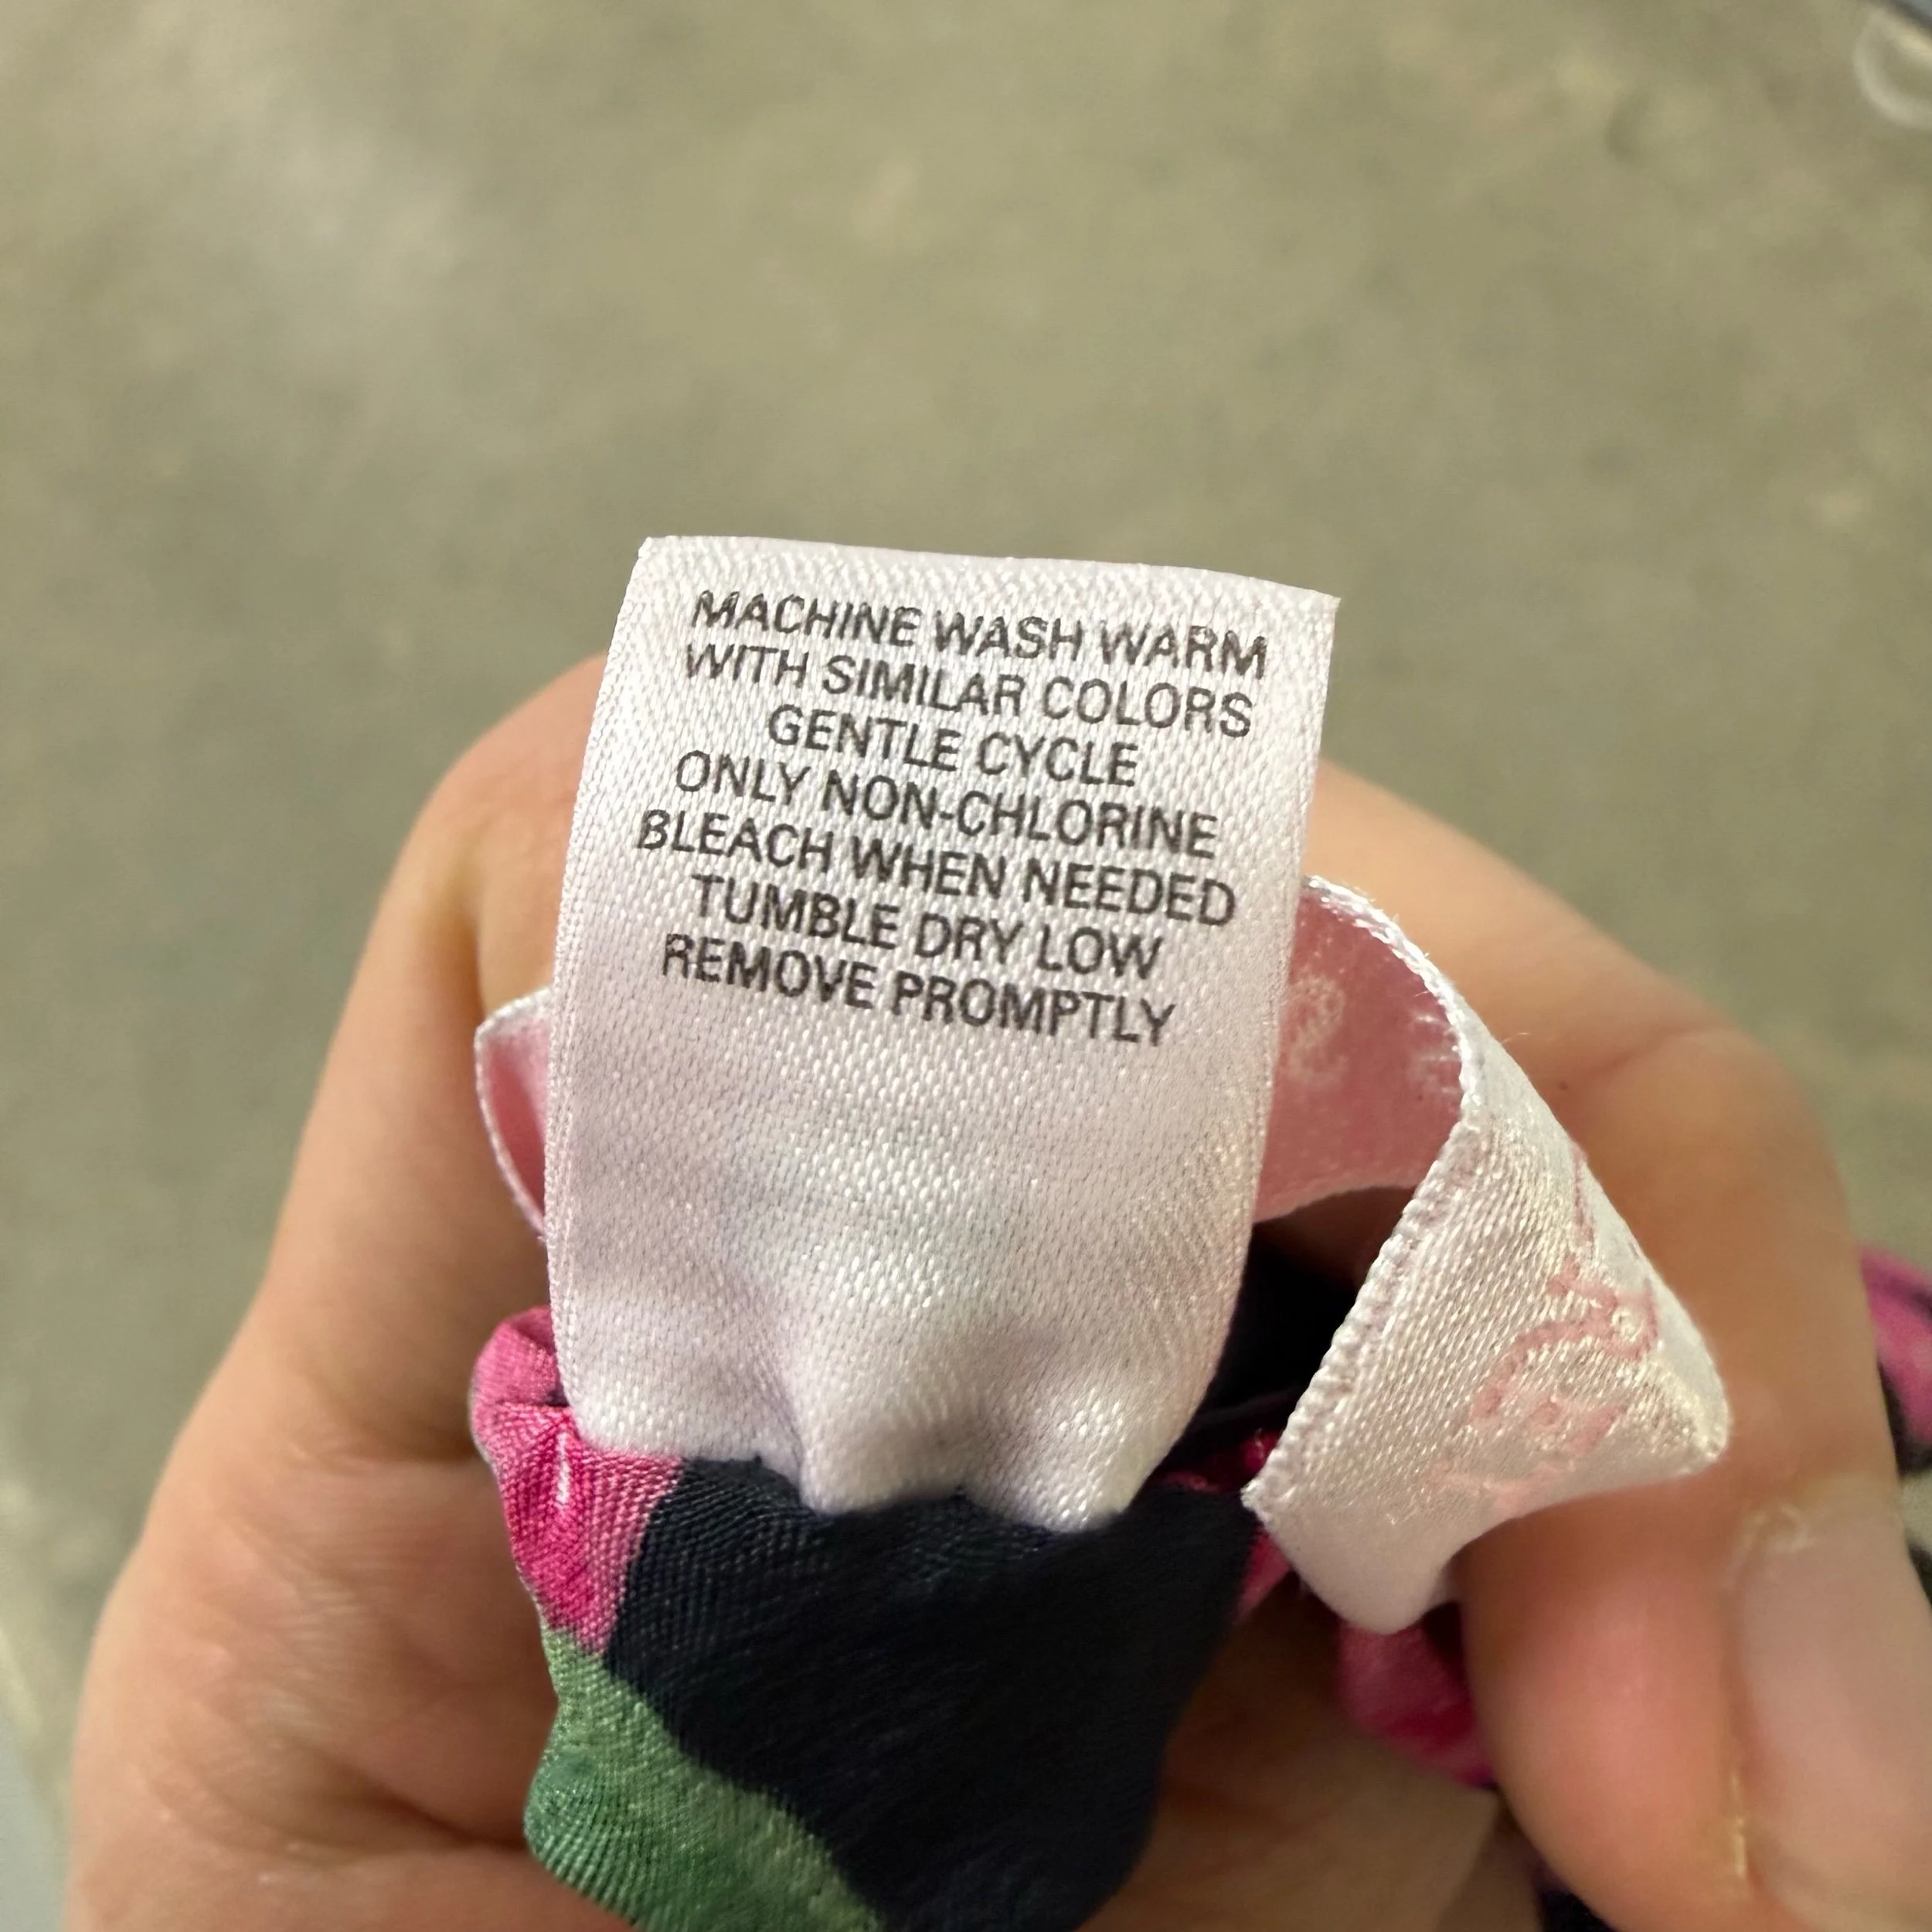 MACHINE WASH WARM
WITH SIMILAR COLORS
GENTLE CYCLE
ONLY NON-CHLORINE
BLEACH WHEN NEEDED
TUMBLE DRY LOW
REMOVE PROMPTLY